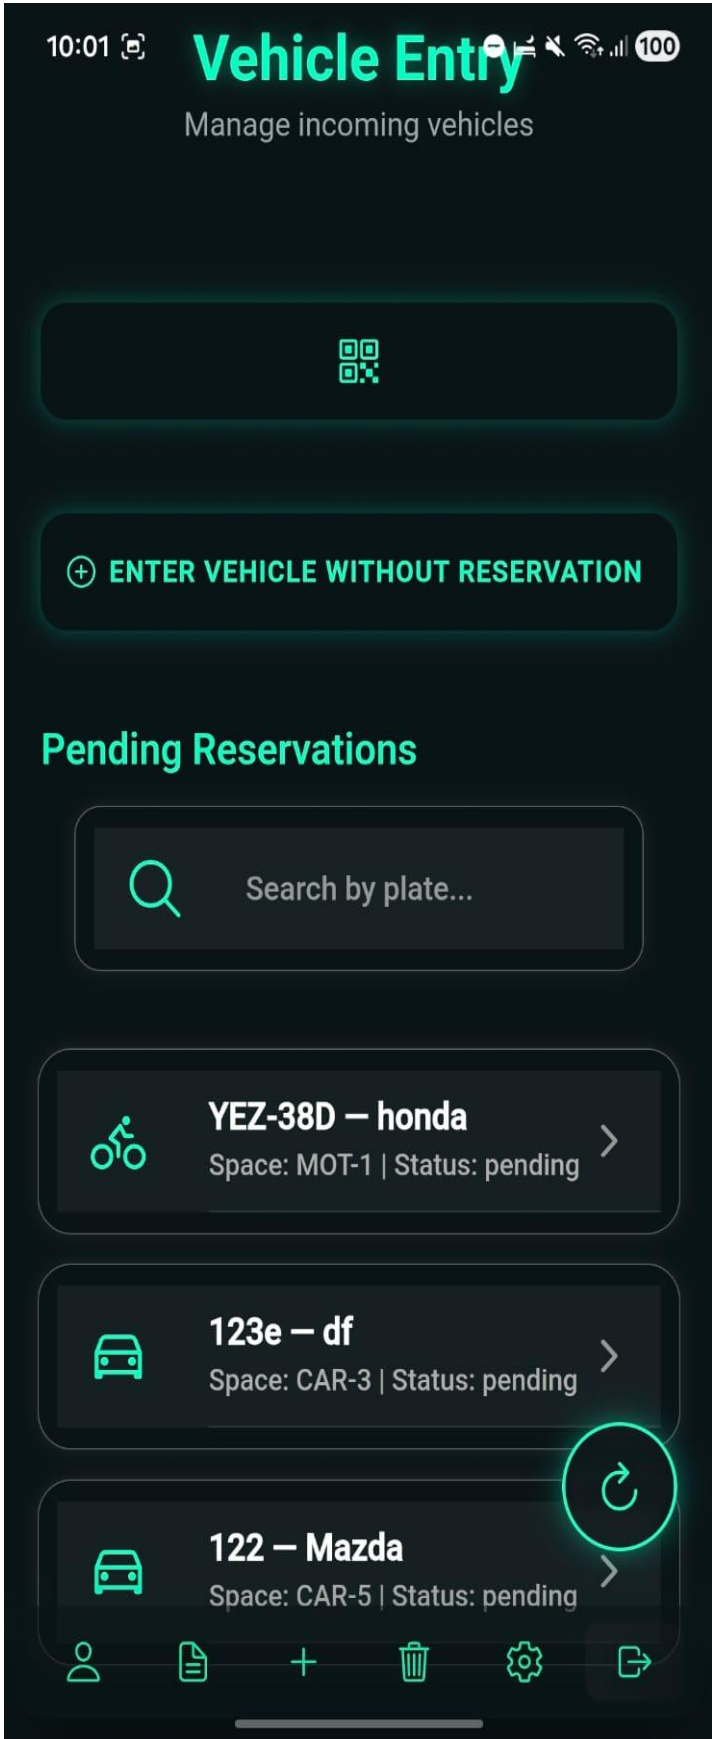 10:01
100
Vehicle Entry
Manage incoming vehicles
ENTER VEHICLE WITHOUT RESERVATION
Pending Reservations
Search by plate...
YEZ-38D — honda
Space: MOT-1 | Status: pending
123e — df
Space: CAR-3 | Status: pending
122 — Mazda
Space: CAR-5 | Status: pending